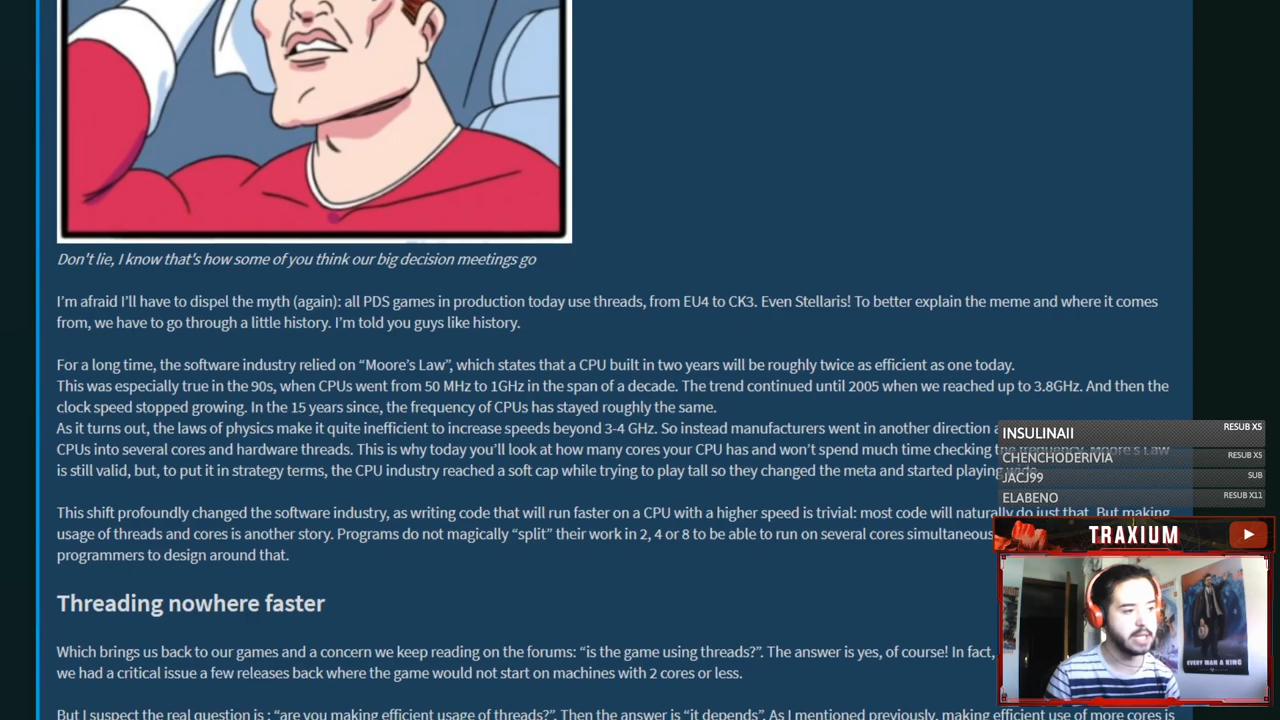 Don't lie, I know that's how some of you think our big decision meetings go
I'm afraid I'll have to dispel the myth (again): all PDS games in production today use threads, from EU4 to CK3. Even Stellaris! To better explain the meme and where it comes
from, we have to go through a little history. I'm told you guys like history.
For a long time, the software industry relied on “Moore's Law”, which states that a CPU built in two years will be roughly twice as efficient as one today.
This was especially true in the 90s, when CPUs went from 50 MHz to 1GHz in the span of a decade. The trend continued until 2005 when we reached up to 3.8GHz. And then the
clock speed stopped growing. In the 15 years since, the frequency of CPUs has stayed roughly the same.
As it turns out, the laws of physics make it quite inefficient to increase speeds beyond 3-4 GHz. So instead manufacturers went in another direction
CPUs into several cores and hardware threads. This is why today you'll look at how many cores your CPU has and won't spend much time checking the frequency. Moore's Law
is still valid, but, to put it in strategy terms, the CPU industry reached a soft cap while trying to play tall so they changed the meta and started playing wide.
This shift profoundly changed the software industry, as writing code that will run faster on a CPU with a higher speed is trivial: most code will naturally do just that. But making
usage of threads and cores is another story. Programs do not magically “split” their work in 2, 4 or 8 to be able to run on several cores
programmers to design around that.
Threading nowhere faster
Which brings us back to our games and a concern we keep reading on the forums: “is the game using threads?”. The answer is yes, of course! In fact,
we had a critical issue a few releases back where the game would not start on machines with 2 cores or less.
But I suspect the real question is : “are you making efficient usage of threads?”. Then the answer is “it depends”. As I mentioned previously, making efficient use of more cores is
INSULINAII RESUB X5
CHENCHODERIVIA RESUB X5
JACJ99 SUB
ELABENO RESUB X11
TRAXIUM
EVERY MAN A KING